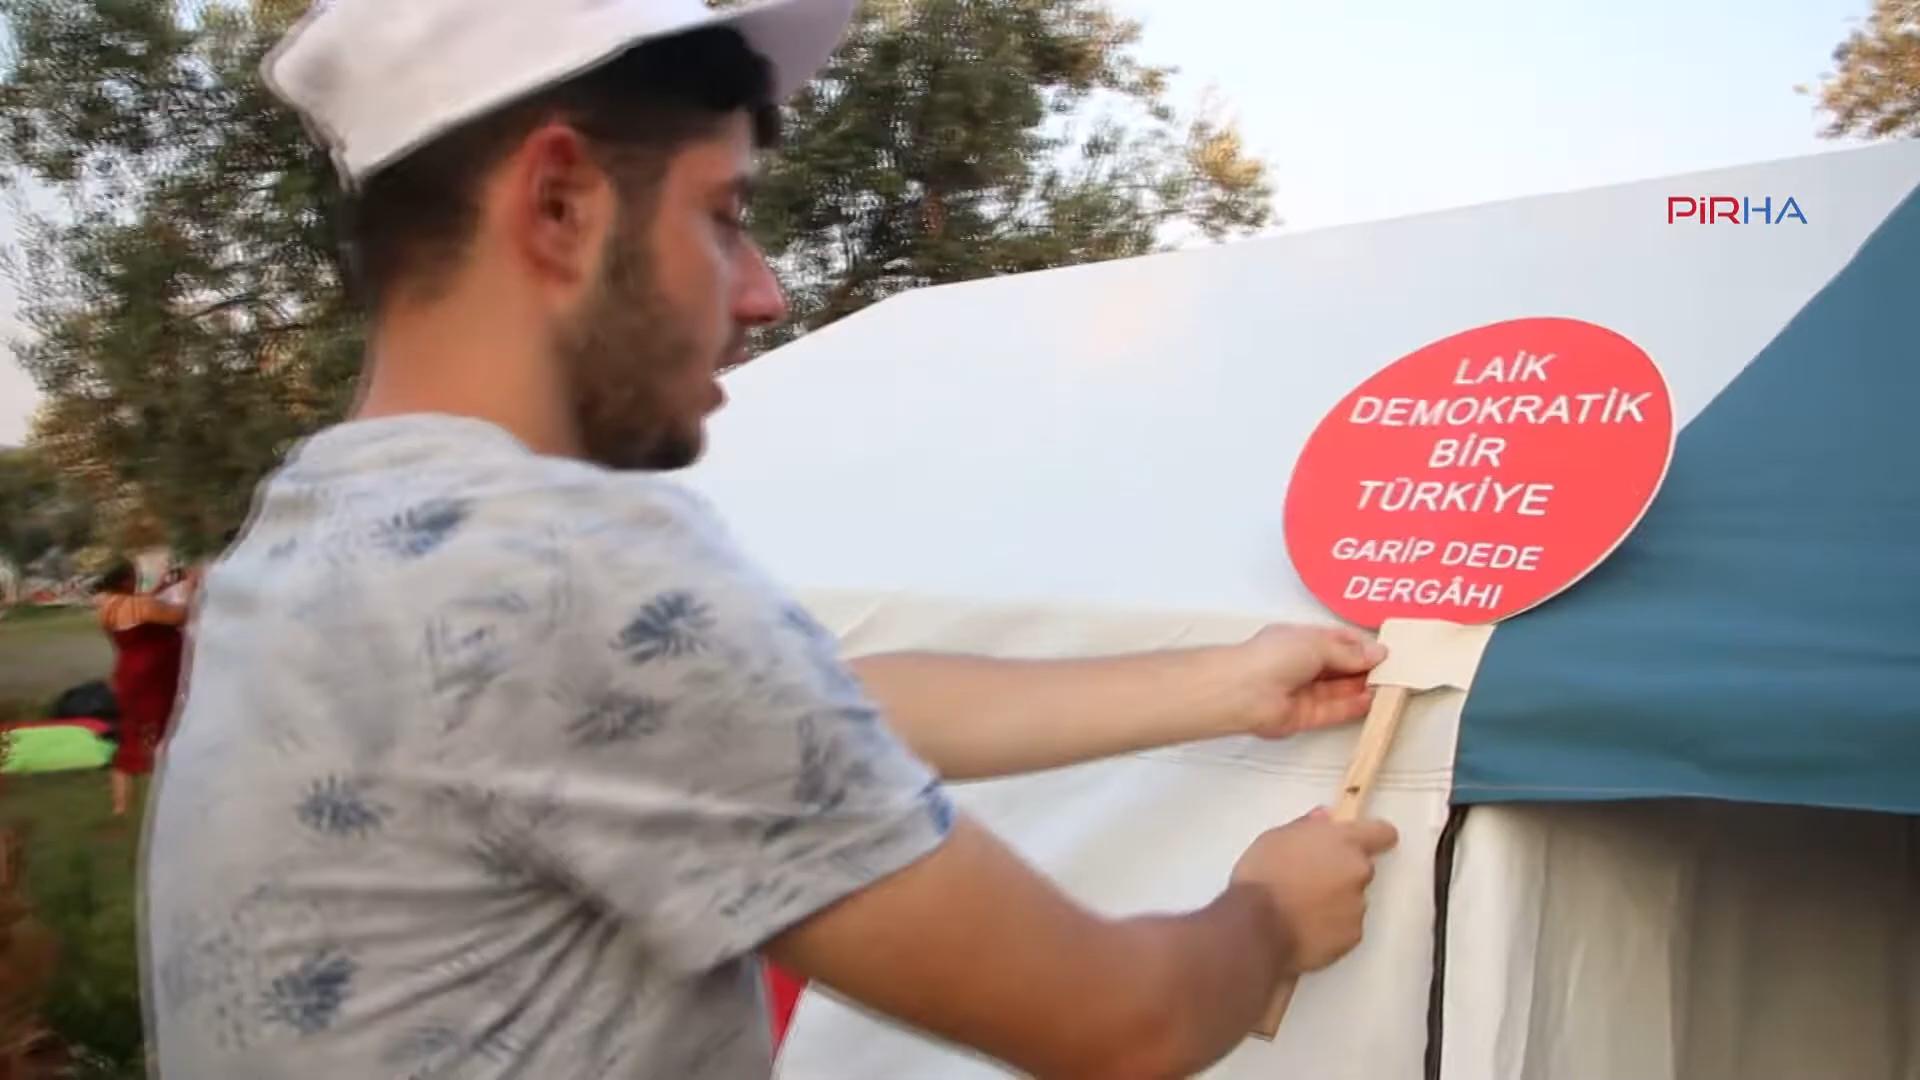 PİRHA
LAİK
DEMOKRATİK
BİR
TÜRKİYE
GARİP DEDE
DERGÂHI